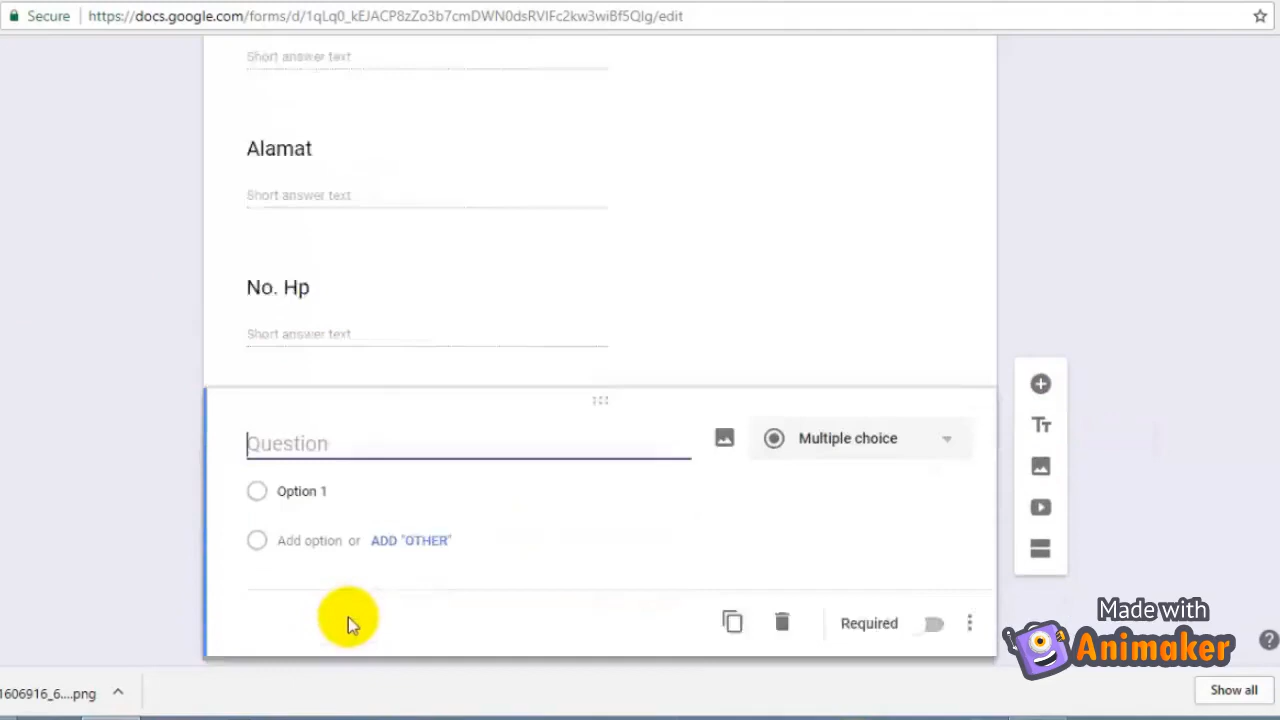 Secure https://docs.google.com/forms/d/1qLq0_kEJACP8zZo3b7cmDWN0dsRVIFc2kw3wiBf5QIg/edit
Short answer text
Alamat
Short answer text
No. Hp
Short answer text
Question
Multiple choice
Option 1
Add option or ADD "OTHER"
Required
Made with
Animaker
1606916_6....png
Show all